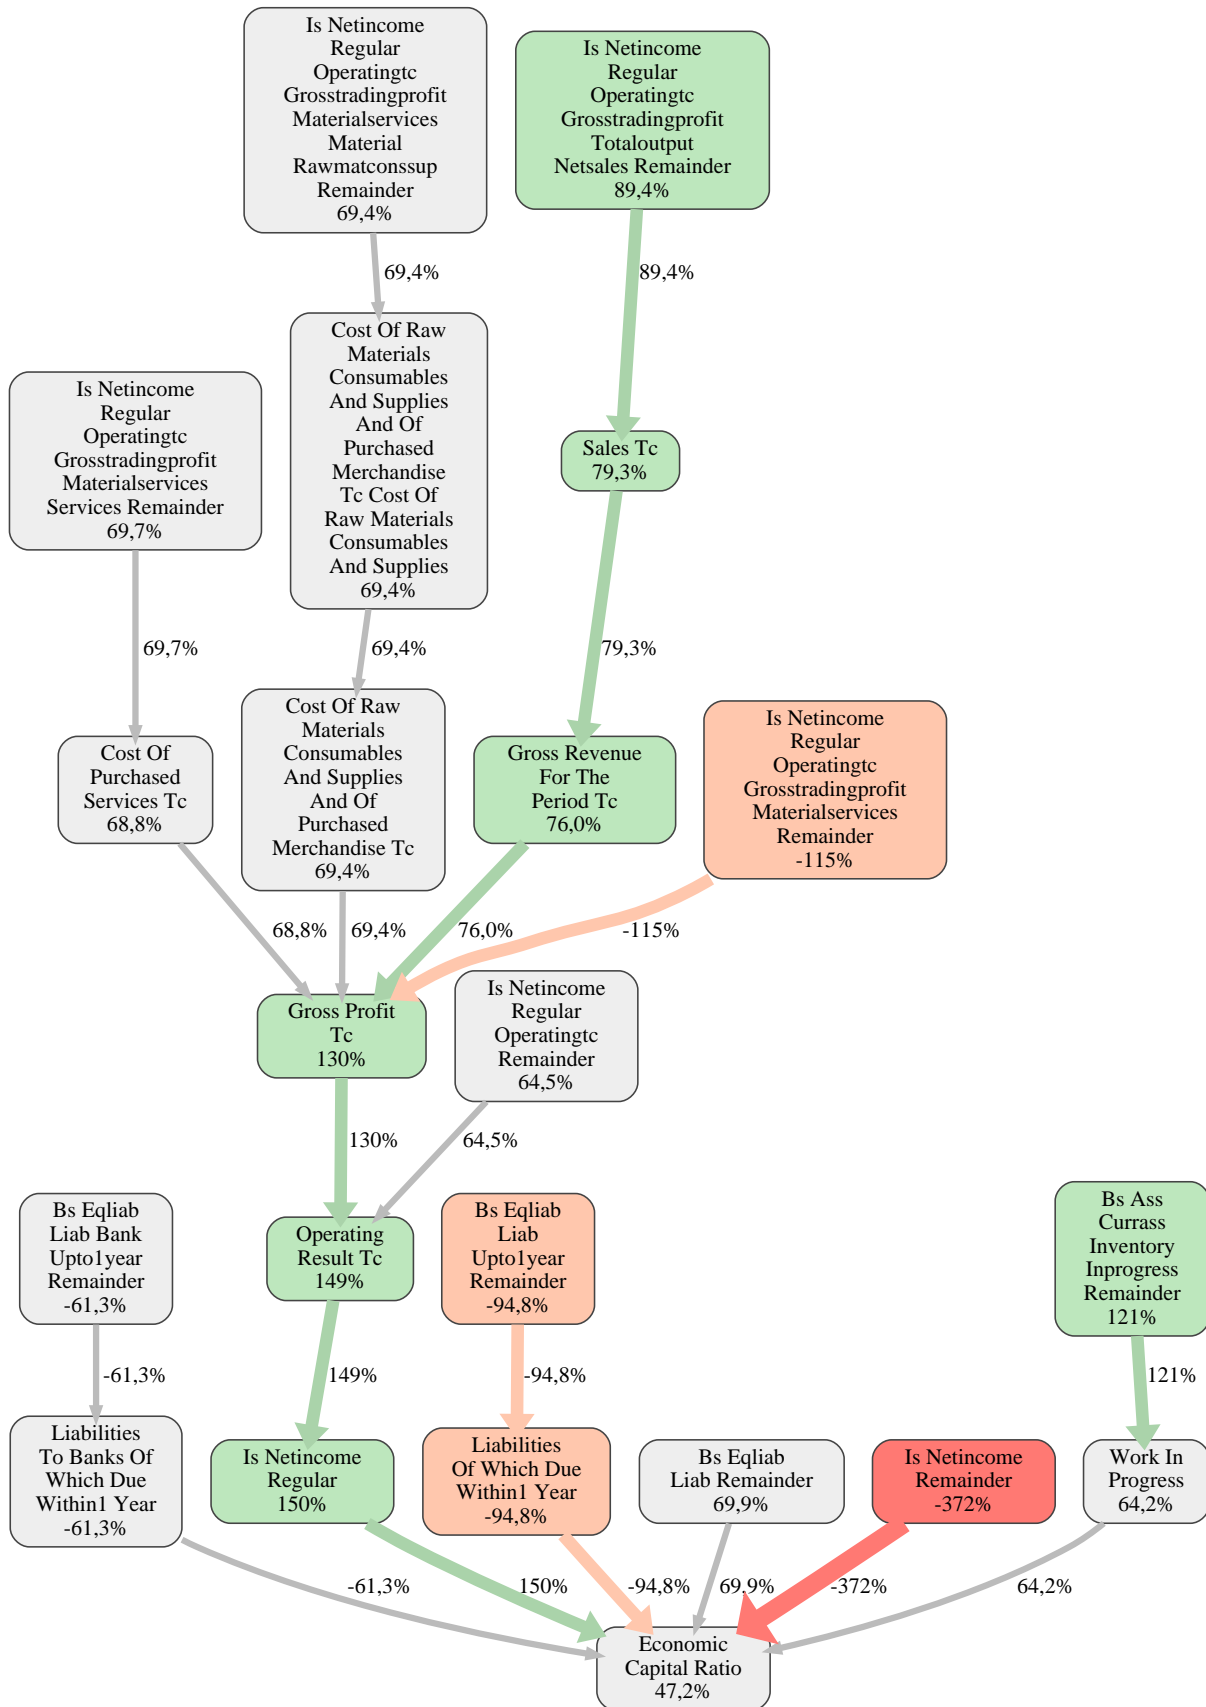 Is Netincome
Regular
Operatingtc
Grosstradingprofit
Materialservices
Material
Rawmatconssup
Remainder
69,4%
Is Netincome
Regular
Operatingtc
Grosstradingprofit
Totaloutput
Netsales Remainder
89,4%
69,4%
89,4%
Cost Of Raw
Materials
Consumables
And Supplies
And Of
Purchased
Merchandise
Tc Cost Of
Raw Materials
Consumables
And Supplies
69,4%
Is Netincome
Regular
Operatingtc
Grosstradingprofit
Materialservices
Services Remainder
69,7%
Sales Tc
79,3%
69,7%
69,4%
79,3%
Cost Of
Purchased
Services Tc
68,8%
Cost Of Raw
Materials
Consumables
And Supplies
And Of
Purchased
Merchandise Tc
69,4%
Gross Revenue
For The
Period Tc
76,0%
Is Netincome
Regular
Operatingtc
Grosstradingprofit
Materialservices
Remainder
-115%
68,8%
69,4%
76,0%
-115%
Gross Profit
Tc
130%
Is Netincome
Regular
Operatingtc
Remainder
64,5%
130%
64,5%
Bs Eqliab
Liab Bank
Upto1year
Remainder
-61,3%
Operating
Result Tc
149%
Bs Eqliab
Liab
Upto1year
Remainder
-94,8%
Bs Ass
Currass
Inventory
Inprogress
Remainder
121%
-61,3%
149%
-94,8%
121%
Liabilities
To Banks Of
Which Due
Within1 Year
-61,3%
Is Netincome
Regular
150%
Liabilities
Of Which Due
Within1 Year
-94,8%
Bs Eqliab
Liab Remainder
69,9%
Is Netincome
Remainder
-372%
Work In
Progress
64,2%
-61,3%
150%
-94,8%
69,9%
-372%
64,2%
Economic
Capital Ratio
47,2%